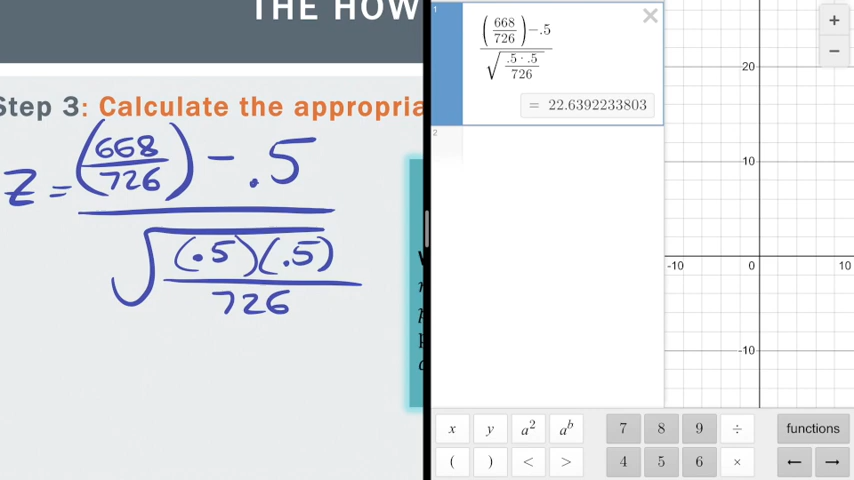 THE HOW
Step 3: Calculate the appropria
z = ((668/726) - .5) / √((.5)(.5)/726)
1
((668/726) - .5) / √(.5 · .5/726)
= 22.6392233803
2
20
10
-10 0 10
-10
x y a² aᵇ 7 8 9 ÷ functions
( ) < > 4 5 6 × ← →
+
−